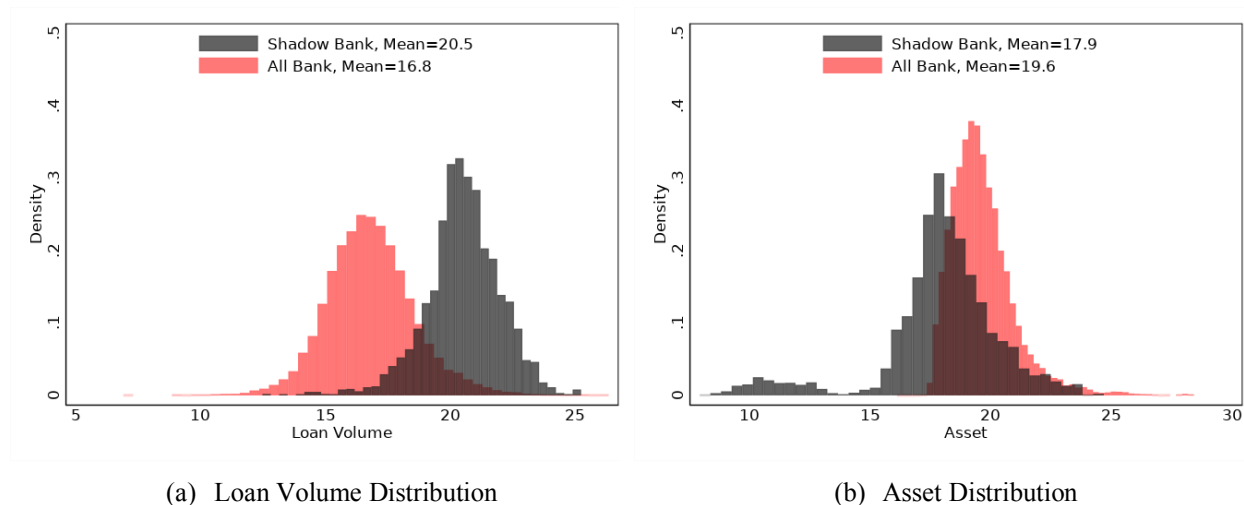 Shadow Bank, Mean=20.5
All Bank, Mean=16.8
.5
.4
.3
.2
.1
0
Density
5
10
15
20
25
Loan Volume
(a) Loan Volume Distribution
Shadow Bank, Mean=17.9
All Bank, Mean=19.6
.5
.4
.3
.2
.1
0
Density
10
15
20
25
30
Asset
(b) Asset Distribution